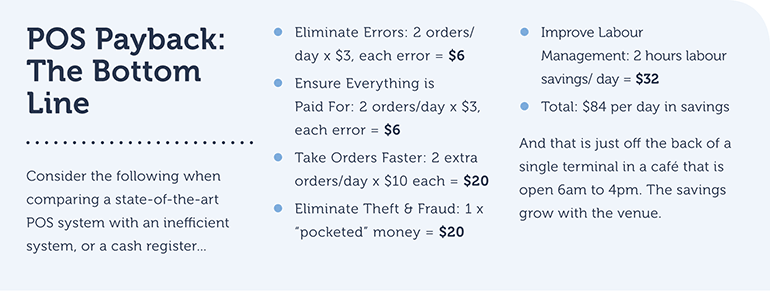 POS Payback:
The Bottom
Line
Consider the following when
comparing a state-of-the-art
POS system with an inefficient
system, or a cash register...
Eliminate Errors: 2 orders/
day x $3, each error = $6
Ensure Everything is
Paid For: 2 orders/day x $3,
each error = $6
Take Orders Faster: 2 extra
orders/day x $10 each = $20
Eliminate Theft & Fraud: 1 x
“pocketed” money = $20
Improve Labour
Management: 2 hours labour
savings/ day = $32
Total: $84 per day in savings
And that is just off the back of a
single terminal in a café that is
open 6am to 4pm. The savings
grow with the venue.